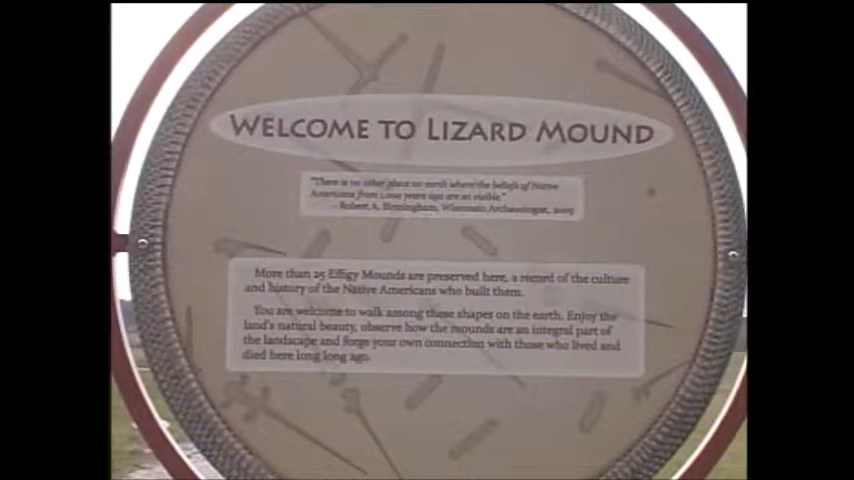 WELCOME TO LIZARD MOUND
"There is no other place on earth where the beliefs of Native
Americans from 1,000 years ago are so visible."
- Robert A. Birmingham, Wisconsin Archaeologist, 2009
More than 25 Effigy Mounds are preserved here, a record of the culture
and history of the Native Americans who built them.
You are welcome to walk among these shapes on the earth. Enjoy the
land's natural beauty, observe how the mounds are an integral part of
the landscape and forge your own connection with those who lived and
died here long long ago.